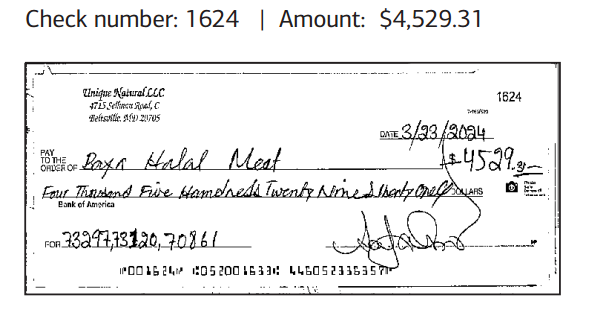 Check number: 1624 | Amount: $4,529.31
Unique Natural LLC
4715 Sellman Road, C
Beltsville, MD 20705
1624
DATE 3/23/2024
PAY TO THE ORDER OF Halal Meat
$4529.31
Four Thousand Five Hundreds Twenty Nine & thirty one DOLLARS
Bank of America
FOR 73297,73120,70861
⑈001624⑈ ⑆052001633⑆ 446052336357⑈